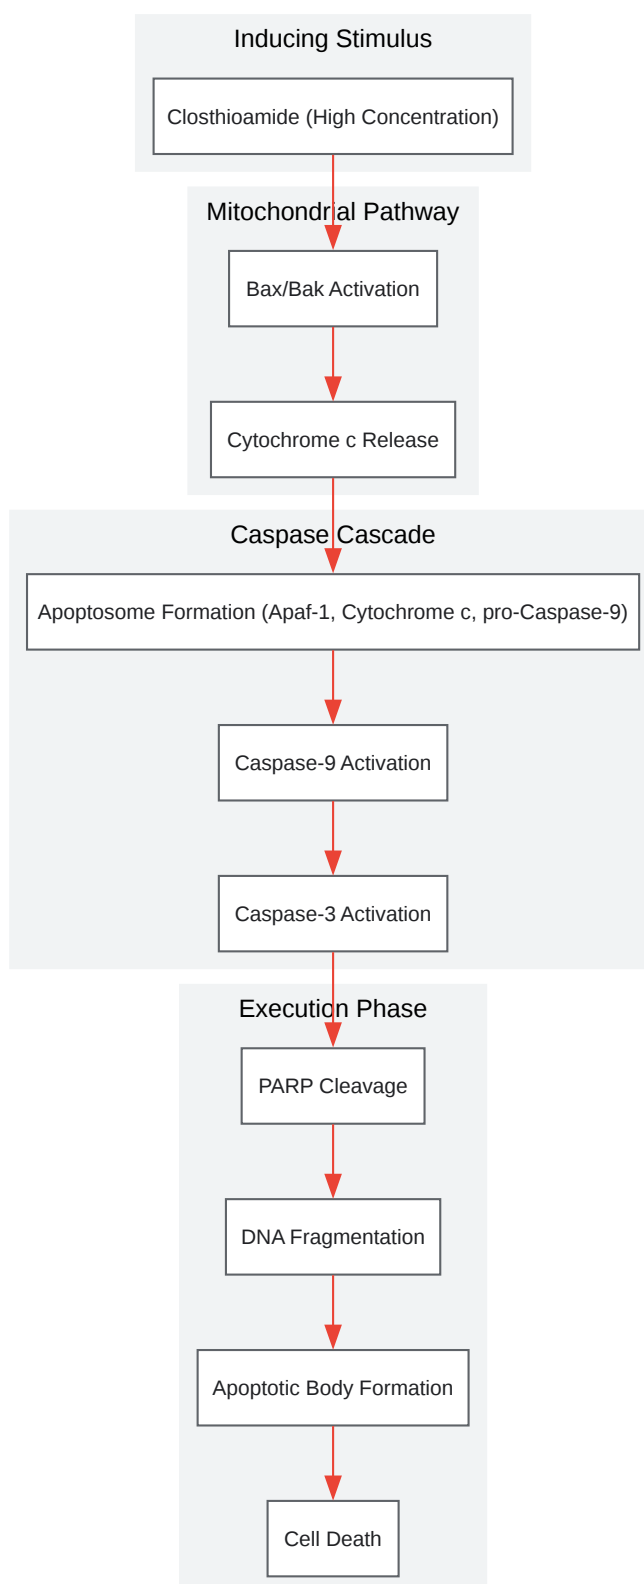 Inducing Stimulus
Closthioamide (High Concentration)
Mitochondrial Pathway
Bax/Bak Activation
Cytochrome c Release
Caspase Cascade
Apoptosome Formation (Apaf-1, Cytochrome c, pro-Caspase-9)
Caspase-9 Activation
Caspase-3 Activation
Execution Phase
PARP Cleavage
DNA Fragmentation
Apoptotic Body Formation
Cell Death